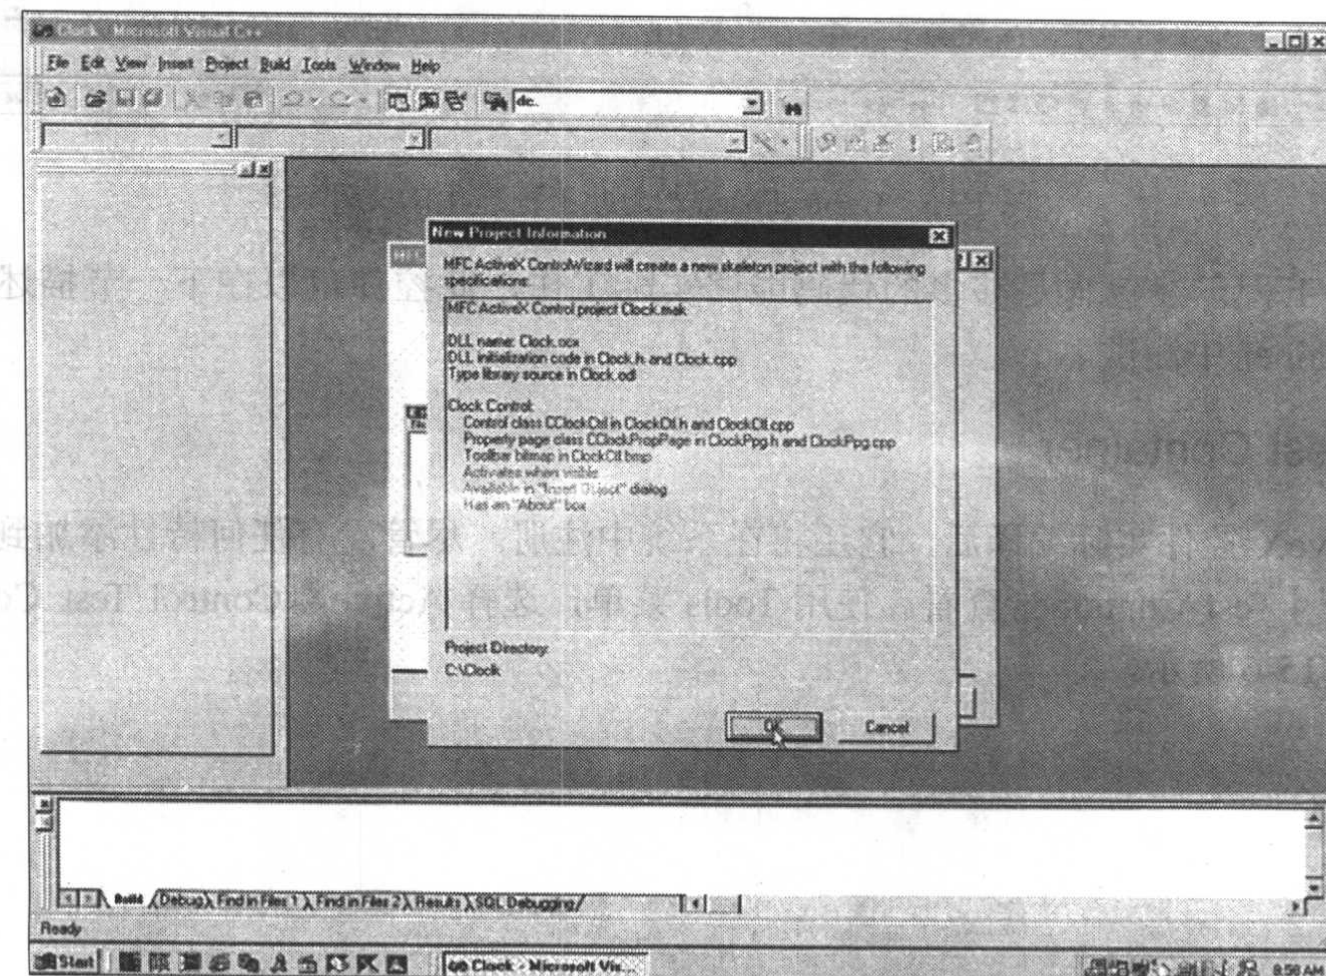 Clock - Microsoft Visual C++
File Edit View Insert Project Build Tools Window Help
dc.
New Project Information
MFC
MFC ActiveX ControlWizard will create a new skeleton project with the following
specifications:
MFC ActiveX Control project Clock.mak
DLL name: Clock.ocx
DLL initialization code in Clock.h and Clock.cpp
Type library source in Clock.odl
Clock Control:
Control class CClockCtrl in ClockCtl.h and ClockCtl.cpp
Property page class CClockPropPage in ClockPpg.h and ClockPpg.cpp
Toolbar bitmap in ClockCtl.bmp
Activates when visible
Available in "Insert Object" dialog
Has an "About" box
Project Directory:
C:\Clock
OK Cancel
Build Debug Find in Files 1 Find in Files 2 Results SQL Debugging
Ready
Start Clock - Microsoft Vis... 8:50 AM